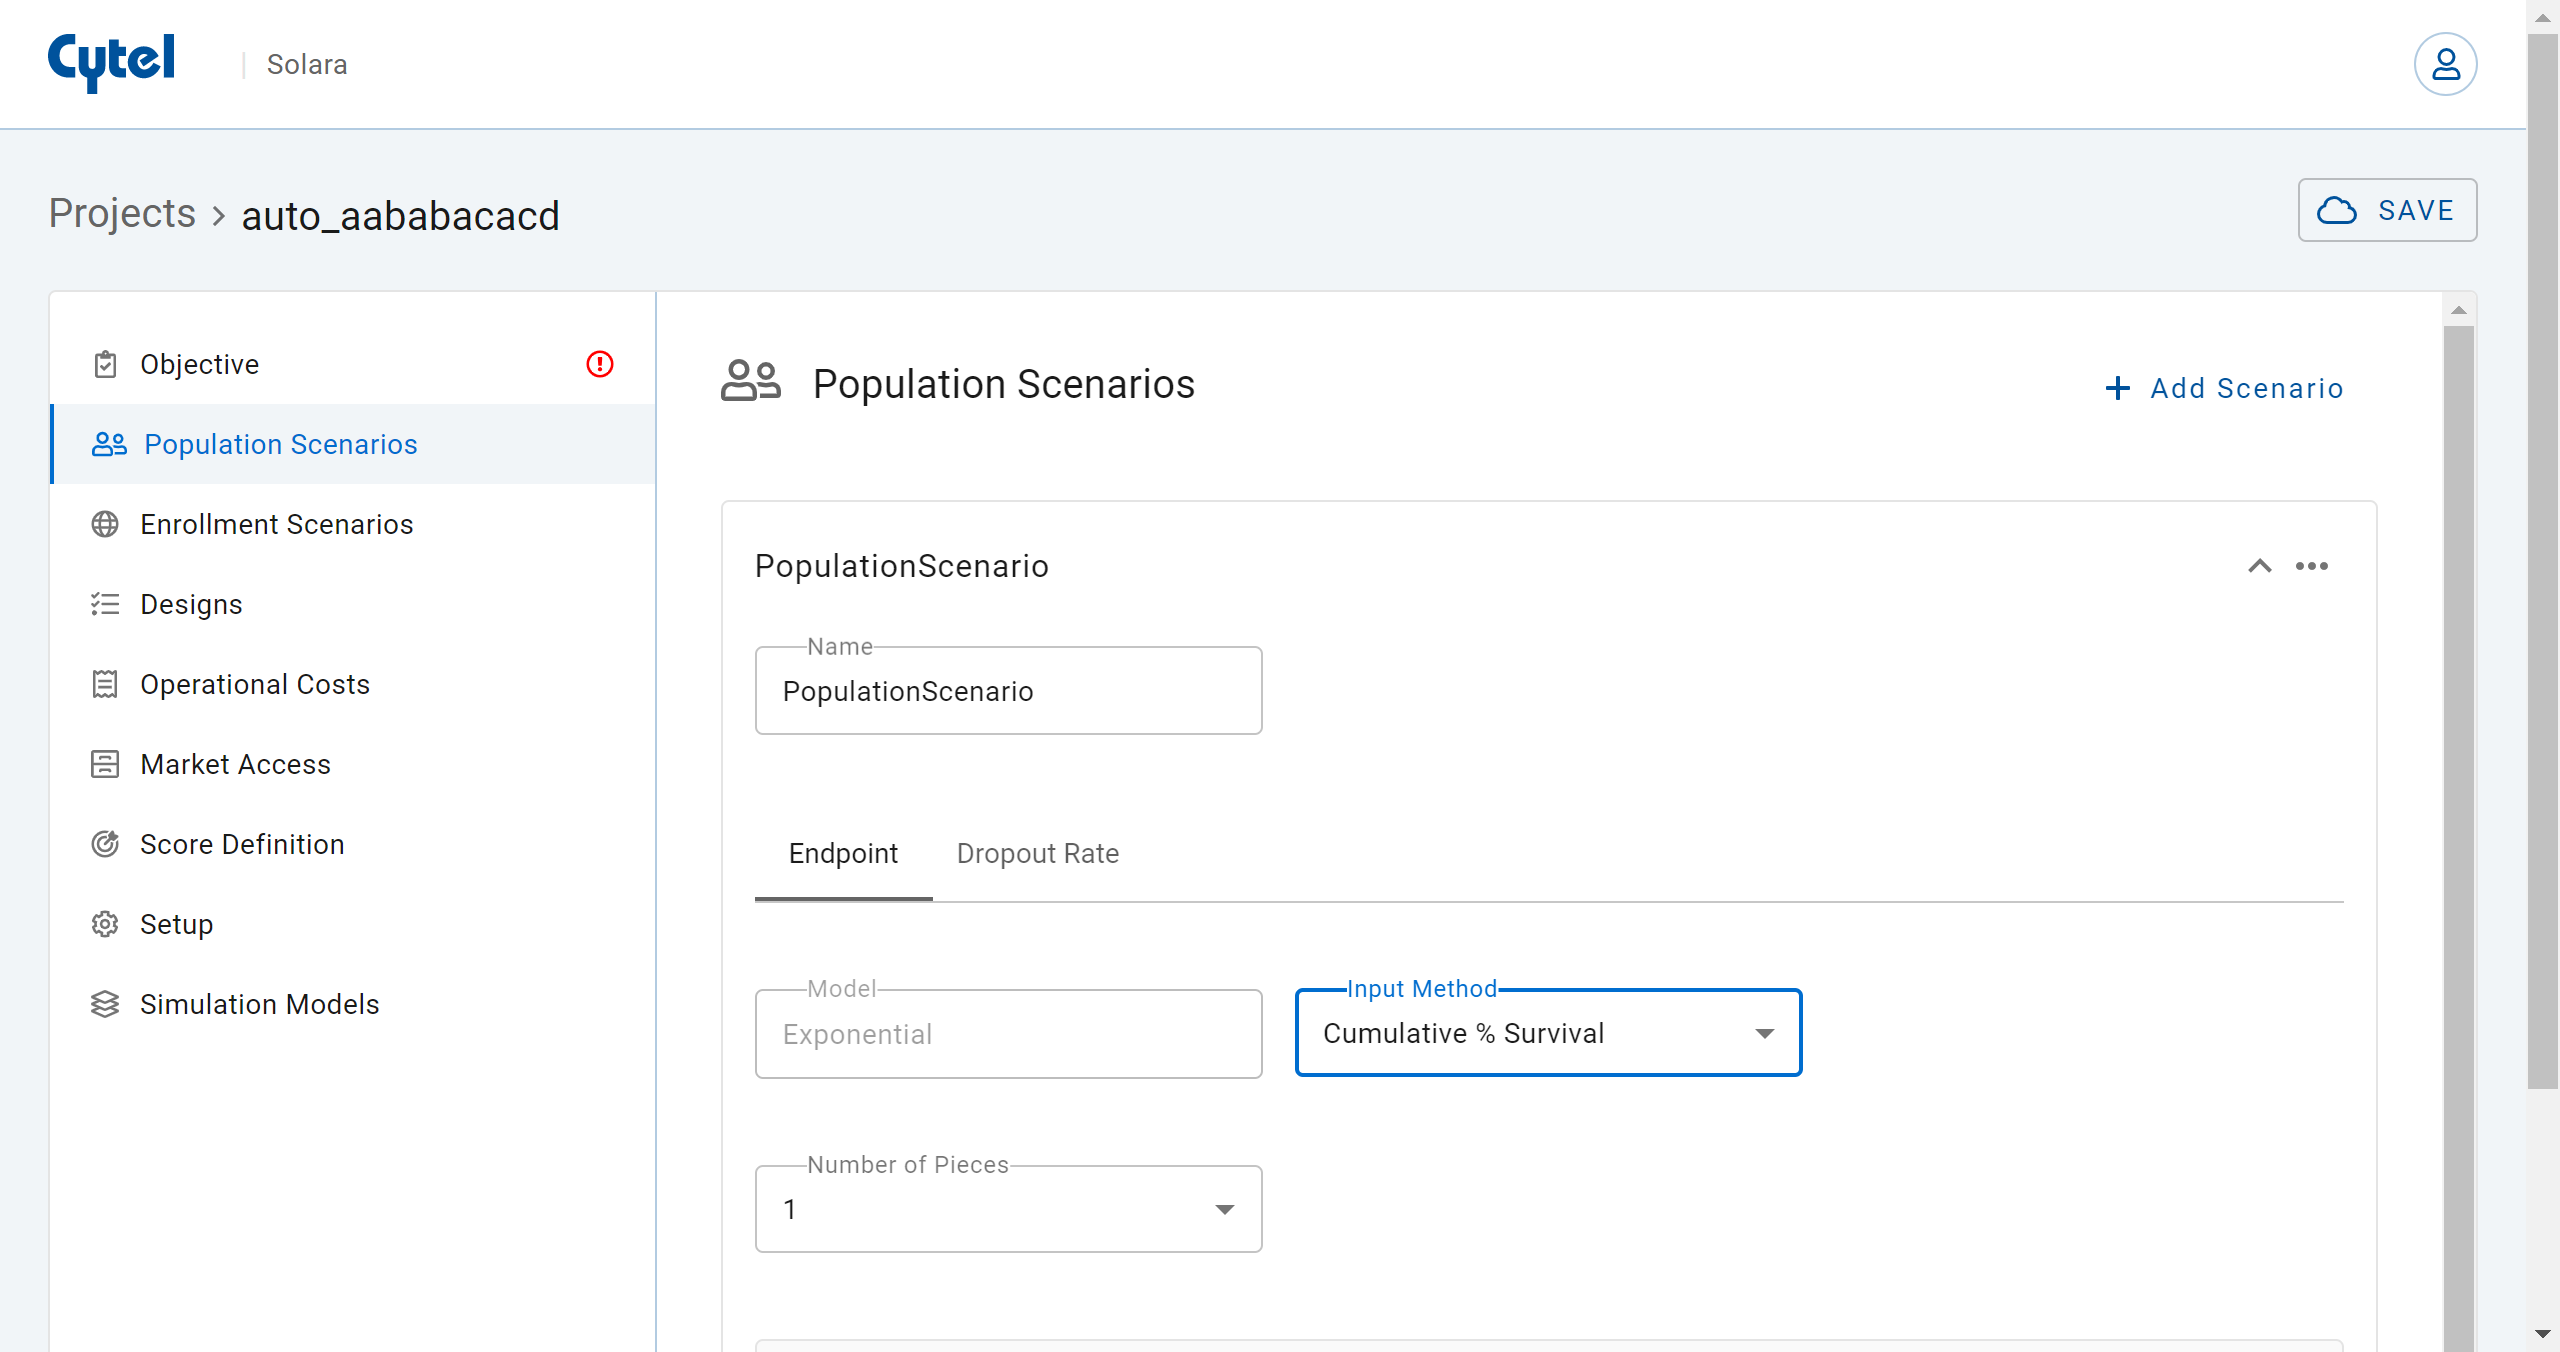 Cytel | Solara
Projects > auto_aababacacd
SAVE
Objective
Population Scenarios
Enrollment Scenarios
Designs
Operational Costs
Market Access
Score Definition
Setup
Simulation Models
Population Scenarios
+ Add Scenario
PopulationScenario
Name
PopulationScenario
Endpoint Dropout Rate
Model
Exponential
Input Method
Cumulative % Survival
Number of Pieces
1